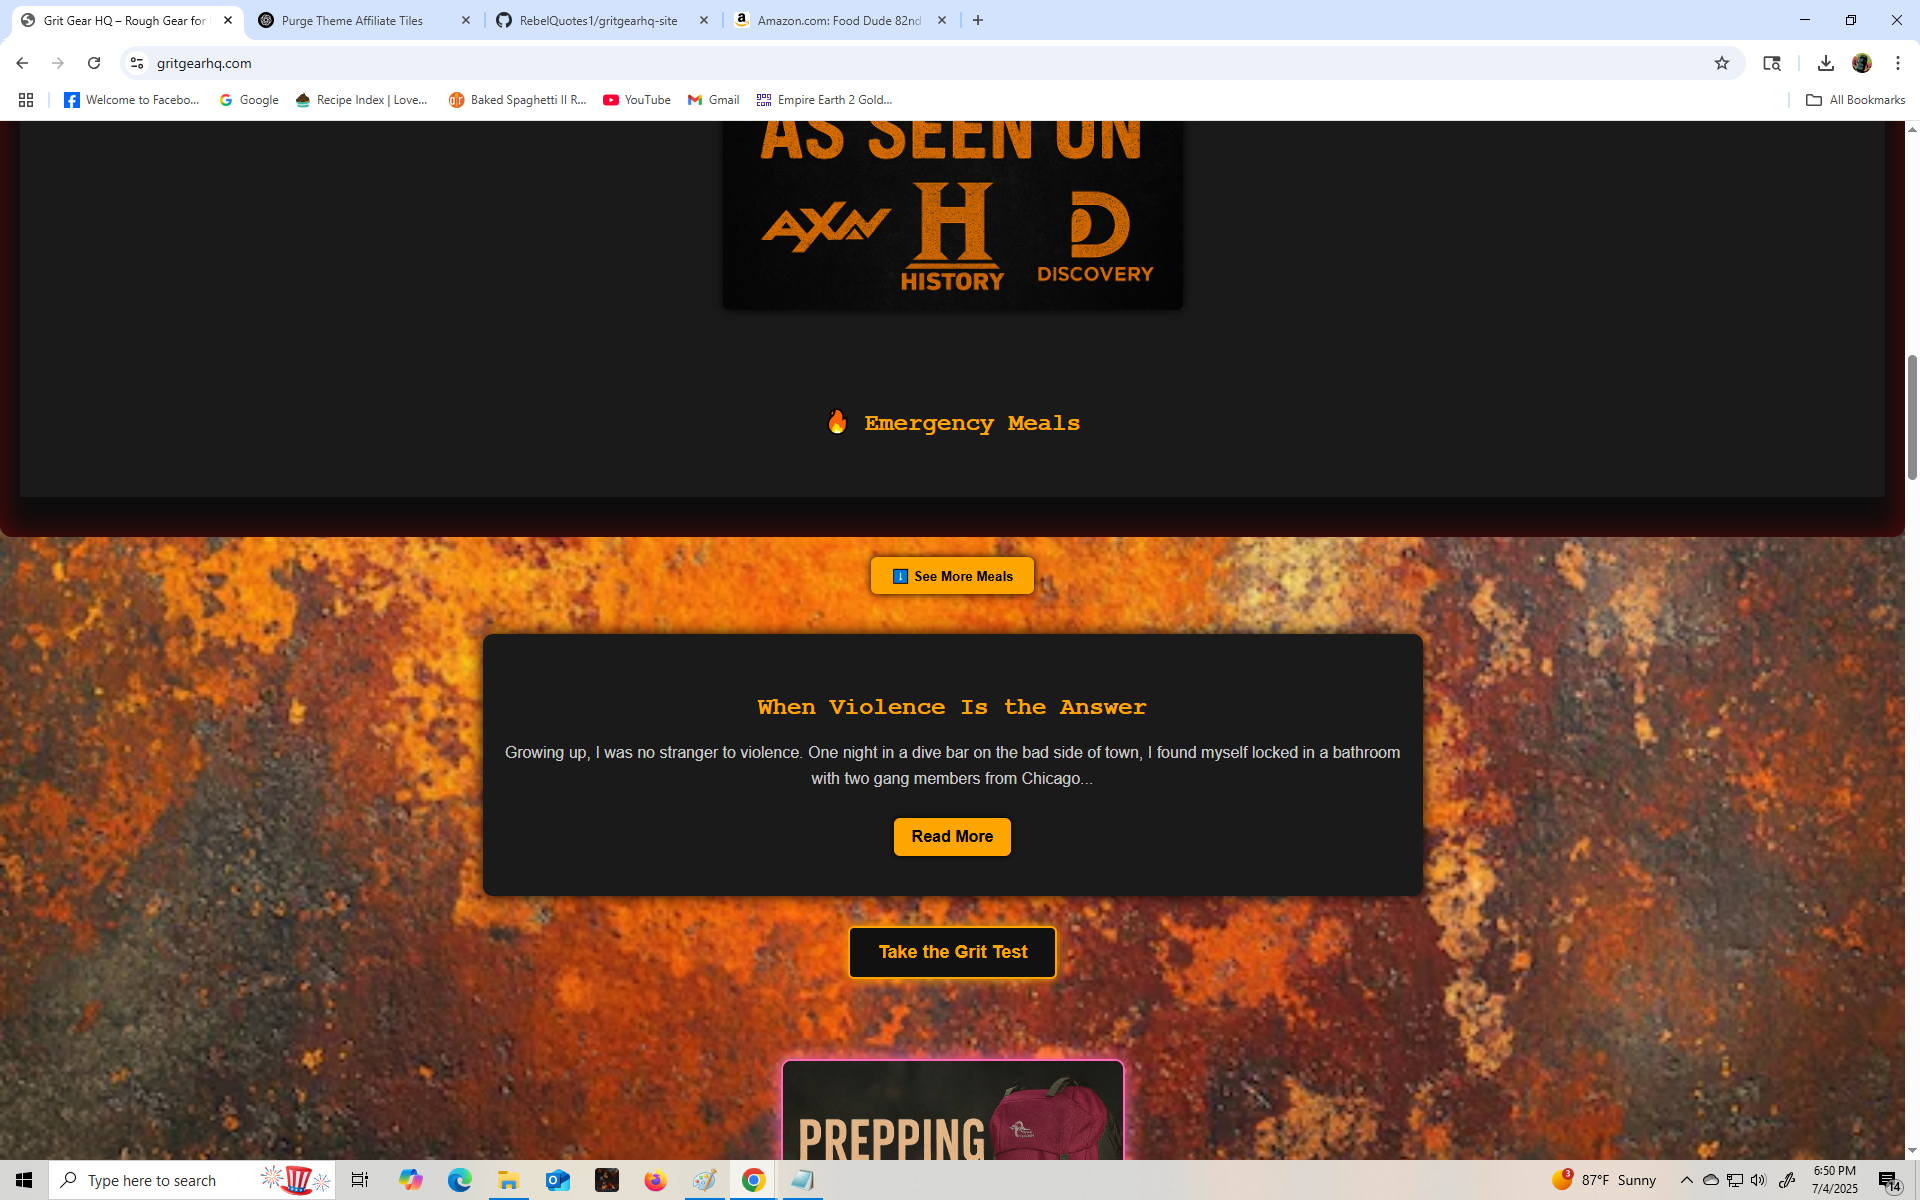 Grit Gear HQ – Rough Gear for
Purge Theme Affiliate Tiles
RebelQuotes1/gritgearhq-site
Amazon.com: Food Dude 82nd
gritgearhq.com
Welcome to Facebo...
Google
Recipe Index | Love...
Baked Spaghetti II R...
YouTube
Gmail
Empire Earth 2 Gold...
All Bookmarks
AS SEEN ON
AXN
HISTORY
DISCOVERY
Emergency Meals
See More Meals
When Violence Is the Answer
Growing up, I was no stranger to violence. One night in a dive bar on the bad side of town, I found myself locked in a bathroom
with two gang members from Chicago...
Read More
Take the Grit Test
PREPPING
Type here to search
3
87°F Sunny
6:50 PM
7/4/2025
14